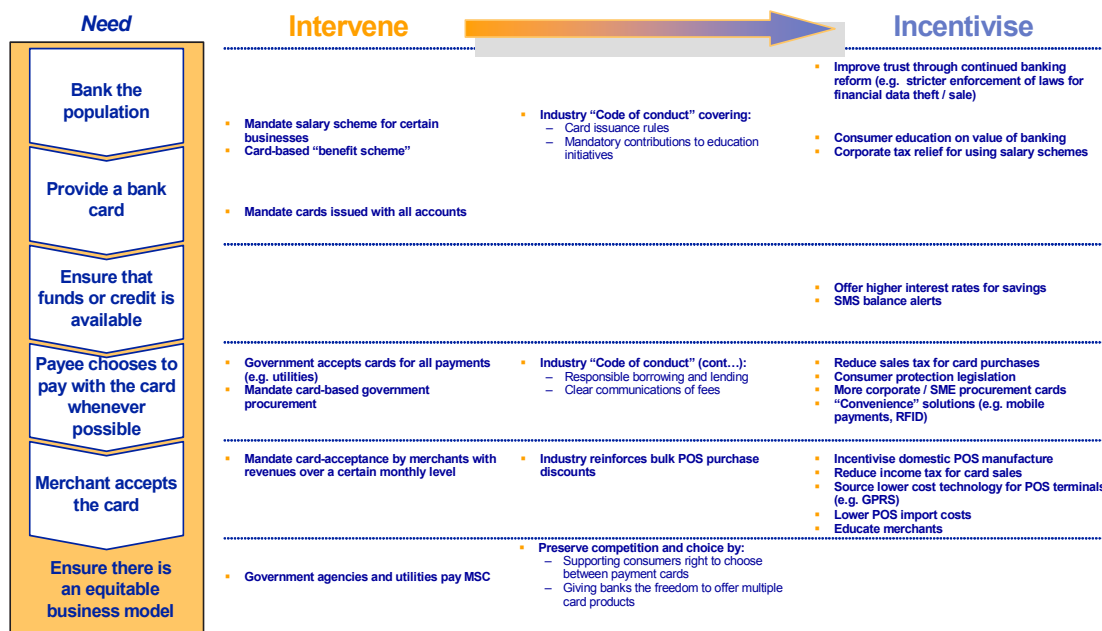 Need
Intervene
Incentivise
Bank the
population
▪ Mandate salary scheme for certain
businesses
▪ Card-based “benefit scheme”
▪ Industry “Code of conduct” covering:
– Card issuance rules
– Mandatory contributions to education
initiatives
▪ Improve trust through continued banking
reform (e.g. stricter enforcement of laws for
financial data theft / sale)
▪ Consumer education on value of banking
▪ Corporate tax relief for using salary schemes
Provide a bank
card
▪ Mandate cards issued with all accounts
Ensure that
funds or credit is
available
▪ Offer higher interest rates for savings
▪ SMS balance alerts
Payee chooses to
pay with the card
whenever
possible
▪ Government accepts cards for all payments
(e.g. utilities)
▪ Mandate card-based government
procurement
▪ Industry “Code of conduct” (cont…):
– Responsible borrowing and lending
– Clear communications of fees
▪ Reduce sales tax for card purchases
▪ Consumer protection legislation
▪ More corporate / SME procurement cards
▪ “Convenience” solutions (e.g. mobile
payments, RFID)
Merchant accepts
the card
▪ Mandate card-acceptance by merchants with
revenues over a certain monthly level
▪ Industry reinforces bulk POS purchase
discounts
▪ Incentivise domestic POS manufacture
▪ Reduce income tax for card sales
▪ Source lower cost technology for POS terminals
(e.g. GPRS)
▪ Lower POS import costs
▪ Educate merchants
Ensure there is
an equitable
business model
▪ Government agencies and utilities pay MSC
▪ Preserve competition and choice by:
– Supporting consumers right to choose
between payment cards
– Giving banks the freedom to offer multiple
card products